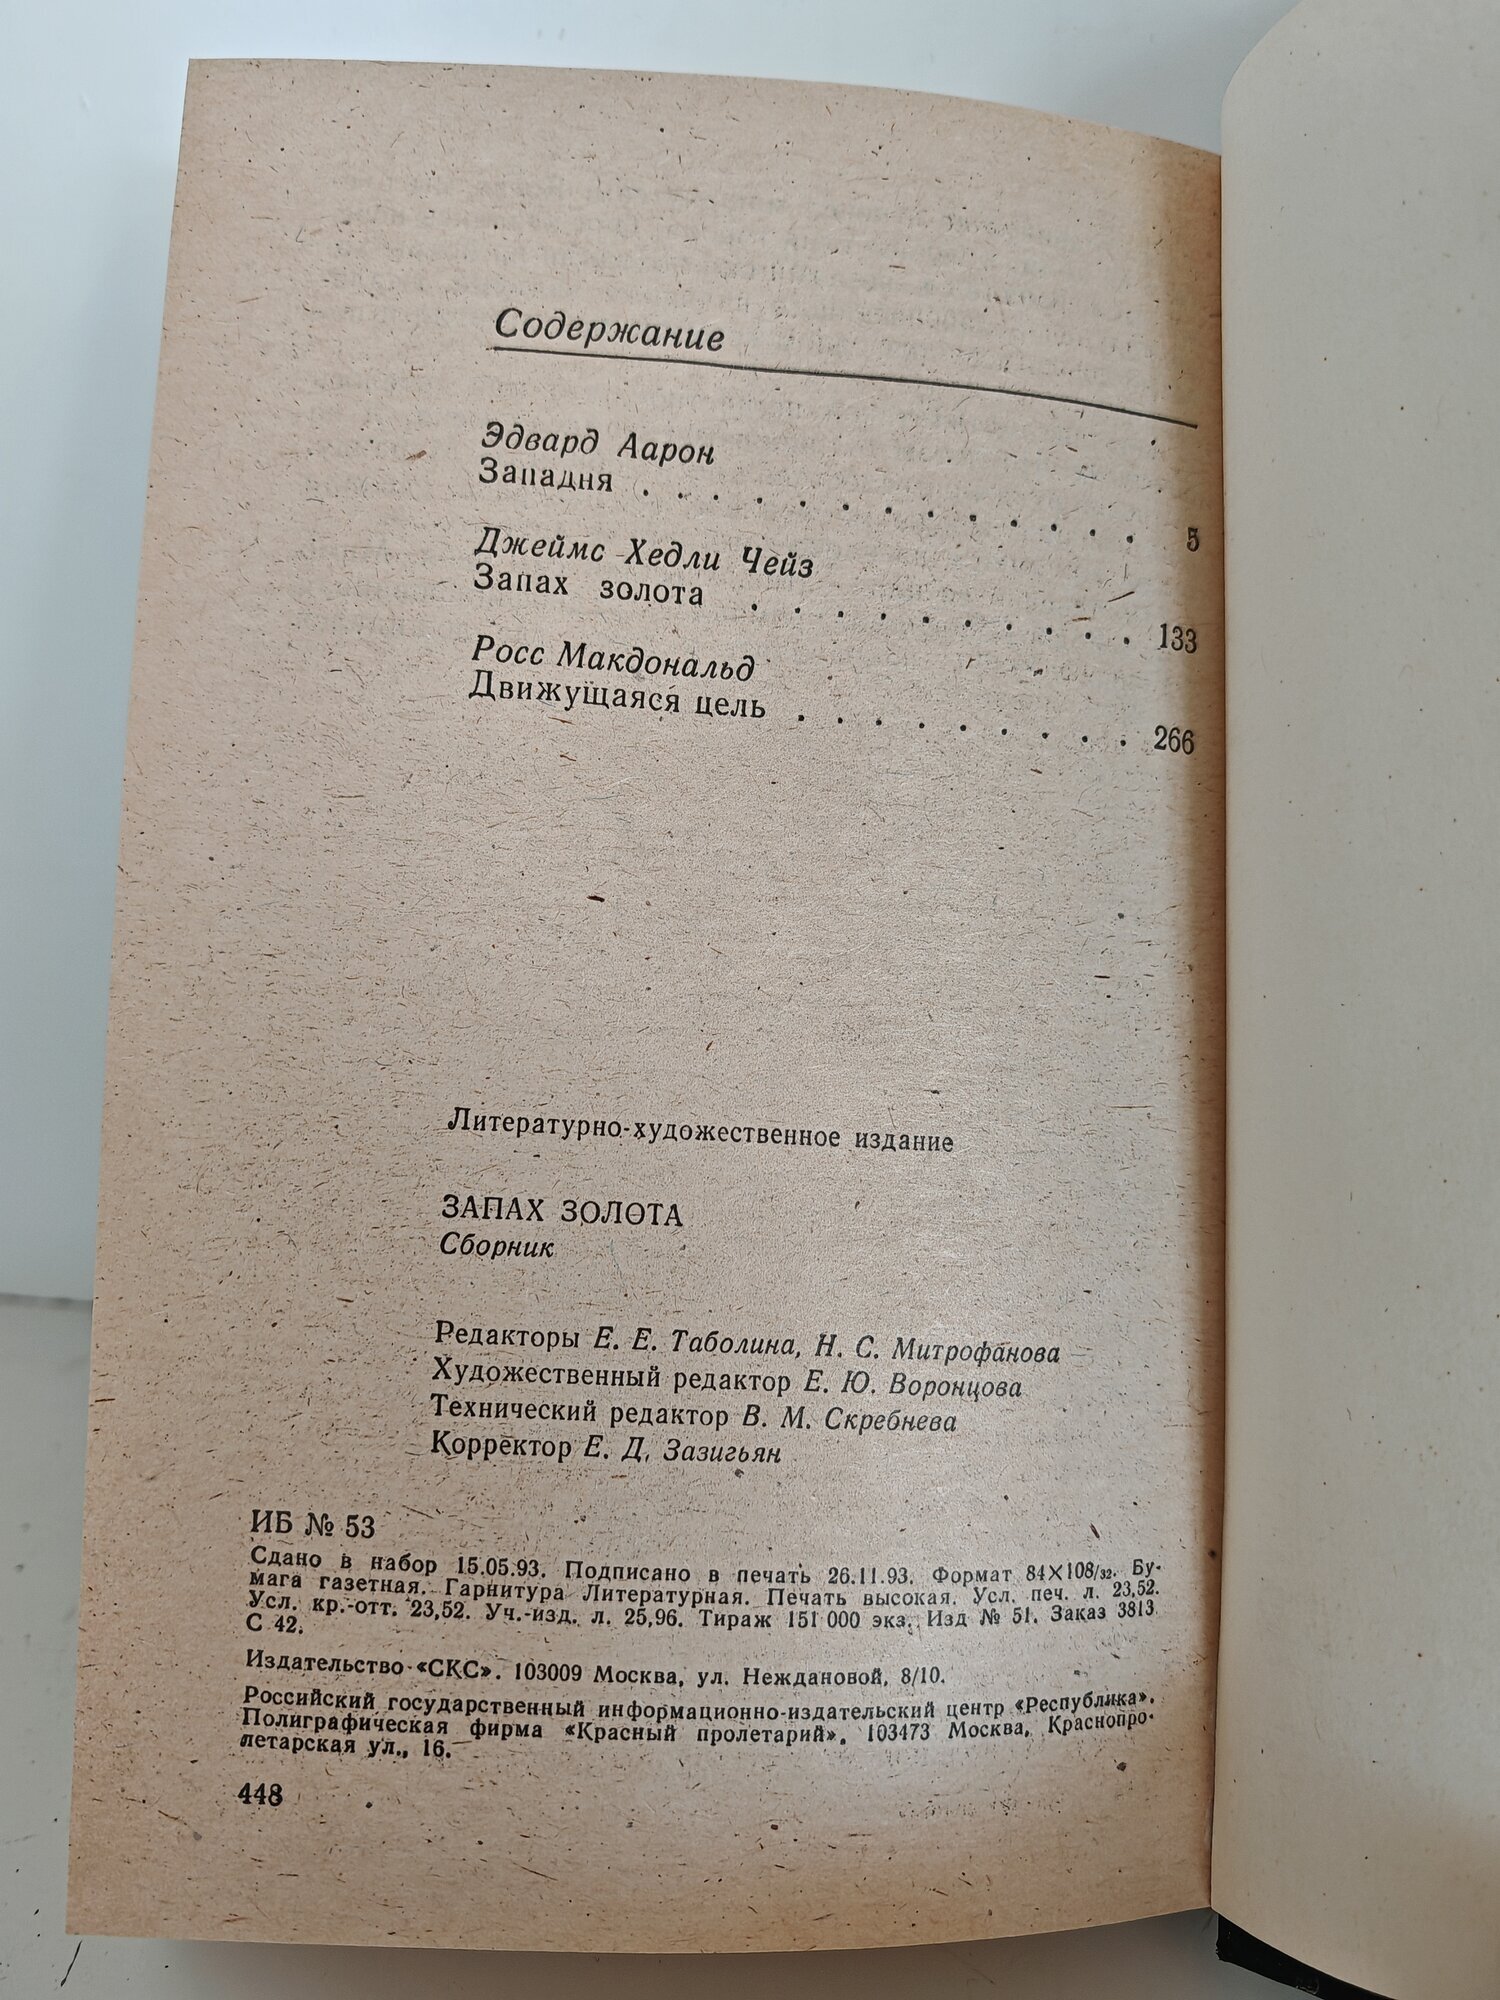 Содержание
Эдвард Аарон
Западня . . . . . . . . . . . . . 5
Джеймс Хедли Чейз
Запах золота . . . . . . . . . . 133
Росс Макдональд
Движущаяся цель . . . . . . . . . 266
Литературно-художественное издание
ЗАПАХ ЗОЛОТА
Сборник
Редакторы Е. Е. Таболина, Н. С. Митрофанова
Художественный редактор Е. Ю. Воронцова
Технический редактор В. М. Скребнева
Корректор Е. Д. Зазигьян
ИБ № 53
Сдано в набор 15.05.93. Подписано в печать 26.11.93. Формат 84×108/32. Бу-
мага газетная. Гарнитура Литературная. Печать высокая. Усл. печ. л. 23,52.
Усл. кр.-отт. 23,52. Уч.-изд. л. 25,96. Тираж 151 000 экз. Изд № 51. Заказ 3813
С 42.
Издательство «СКС». 103009 Москва, ул. Неждановой, 8/10.
Российский государственный информационно-издательский центр «Республика».
Полиграфическая фирма «Красный пролетарий». 103473 Москва, Краснопро-
летарская ул., 16.
448